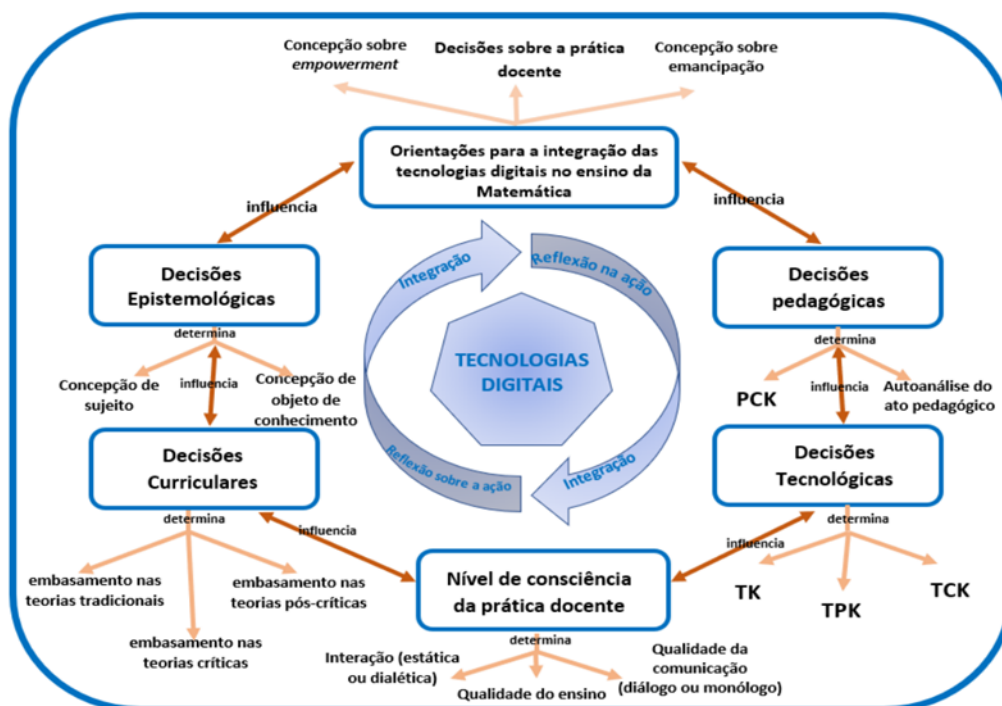 Concepção sobre
empowerment
Decisões sobre a prática
docente
Concepção sobre
emancipação
Orientações para a integração das
tecnologias digitais no ensino da
Matemática
influencia
influencia
Decisões
Epistemológicas
Integração
Reflexão na ação
Decisões
pedagógicas
determina
determina
TECNOLOGIAS
DIGITAIS
Concepção de
sujeito
influencia
Concepção de
objeto de
conhecimento
PCK
influencia
Autoanálise do
ato pedagógico
Decisões
Curriculares
Reflexão sobre a ação
Integração
Decisões
Tecnológicas
determina
determina
influencia
influencia
embasamento nas
teorias tradicionais
embasamento nas
teorias pós-críticas
embasamento nas
teorias críticas
Nível de consciência
da prática docente
TK
TPK
TCK
determina
Interação (estática
ou dialética)
Qualidade do ensino
Qualidade da
comunicação
(diálogo ou monólogo)